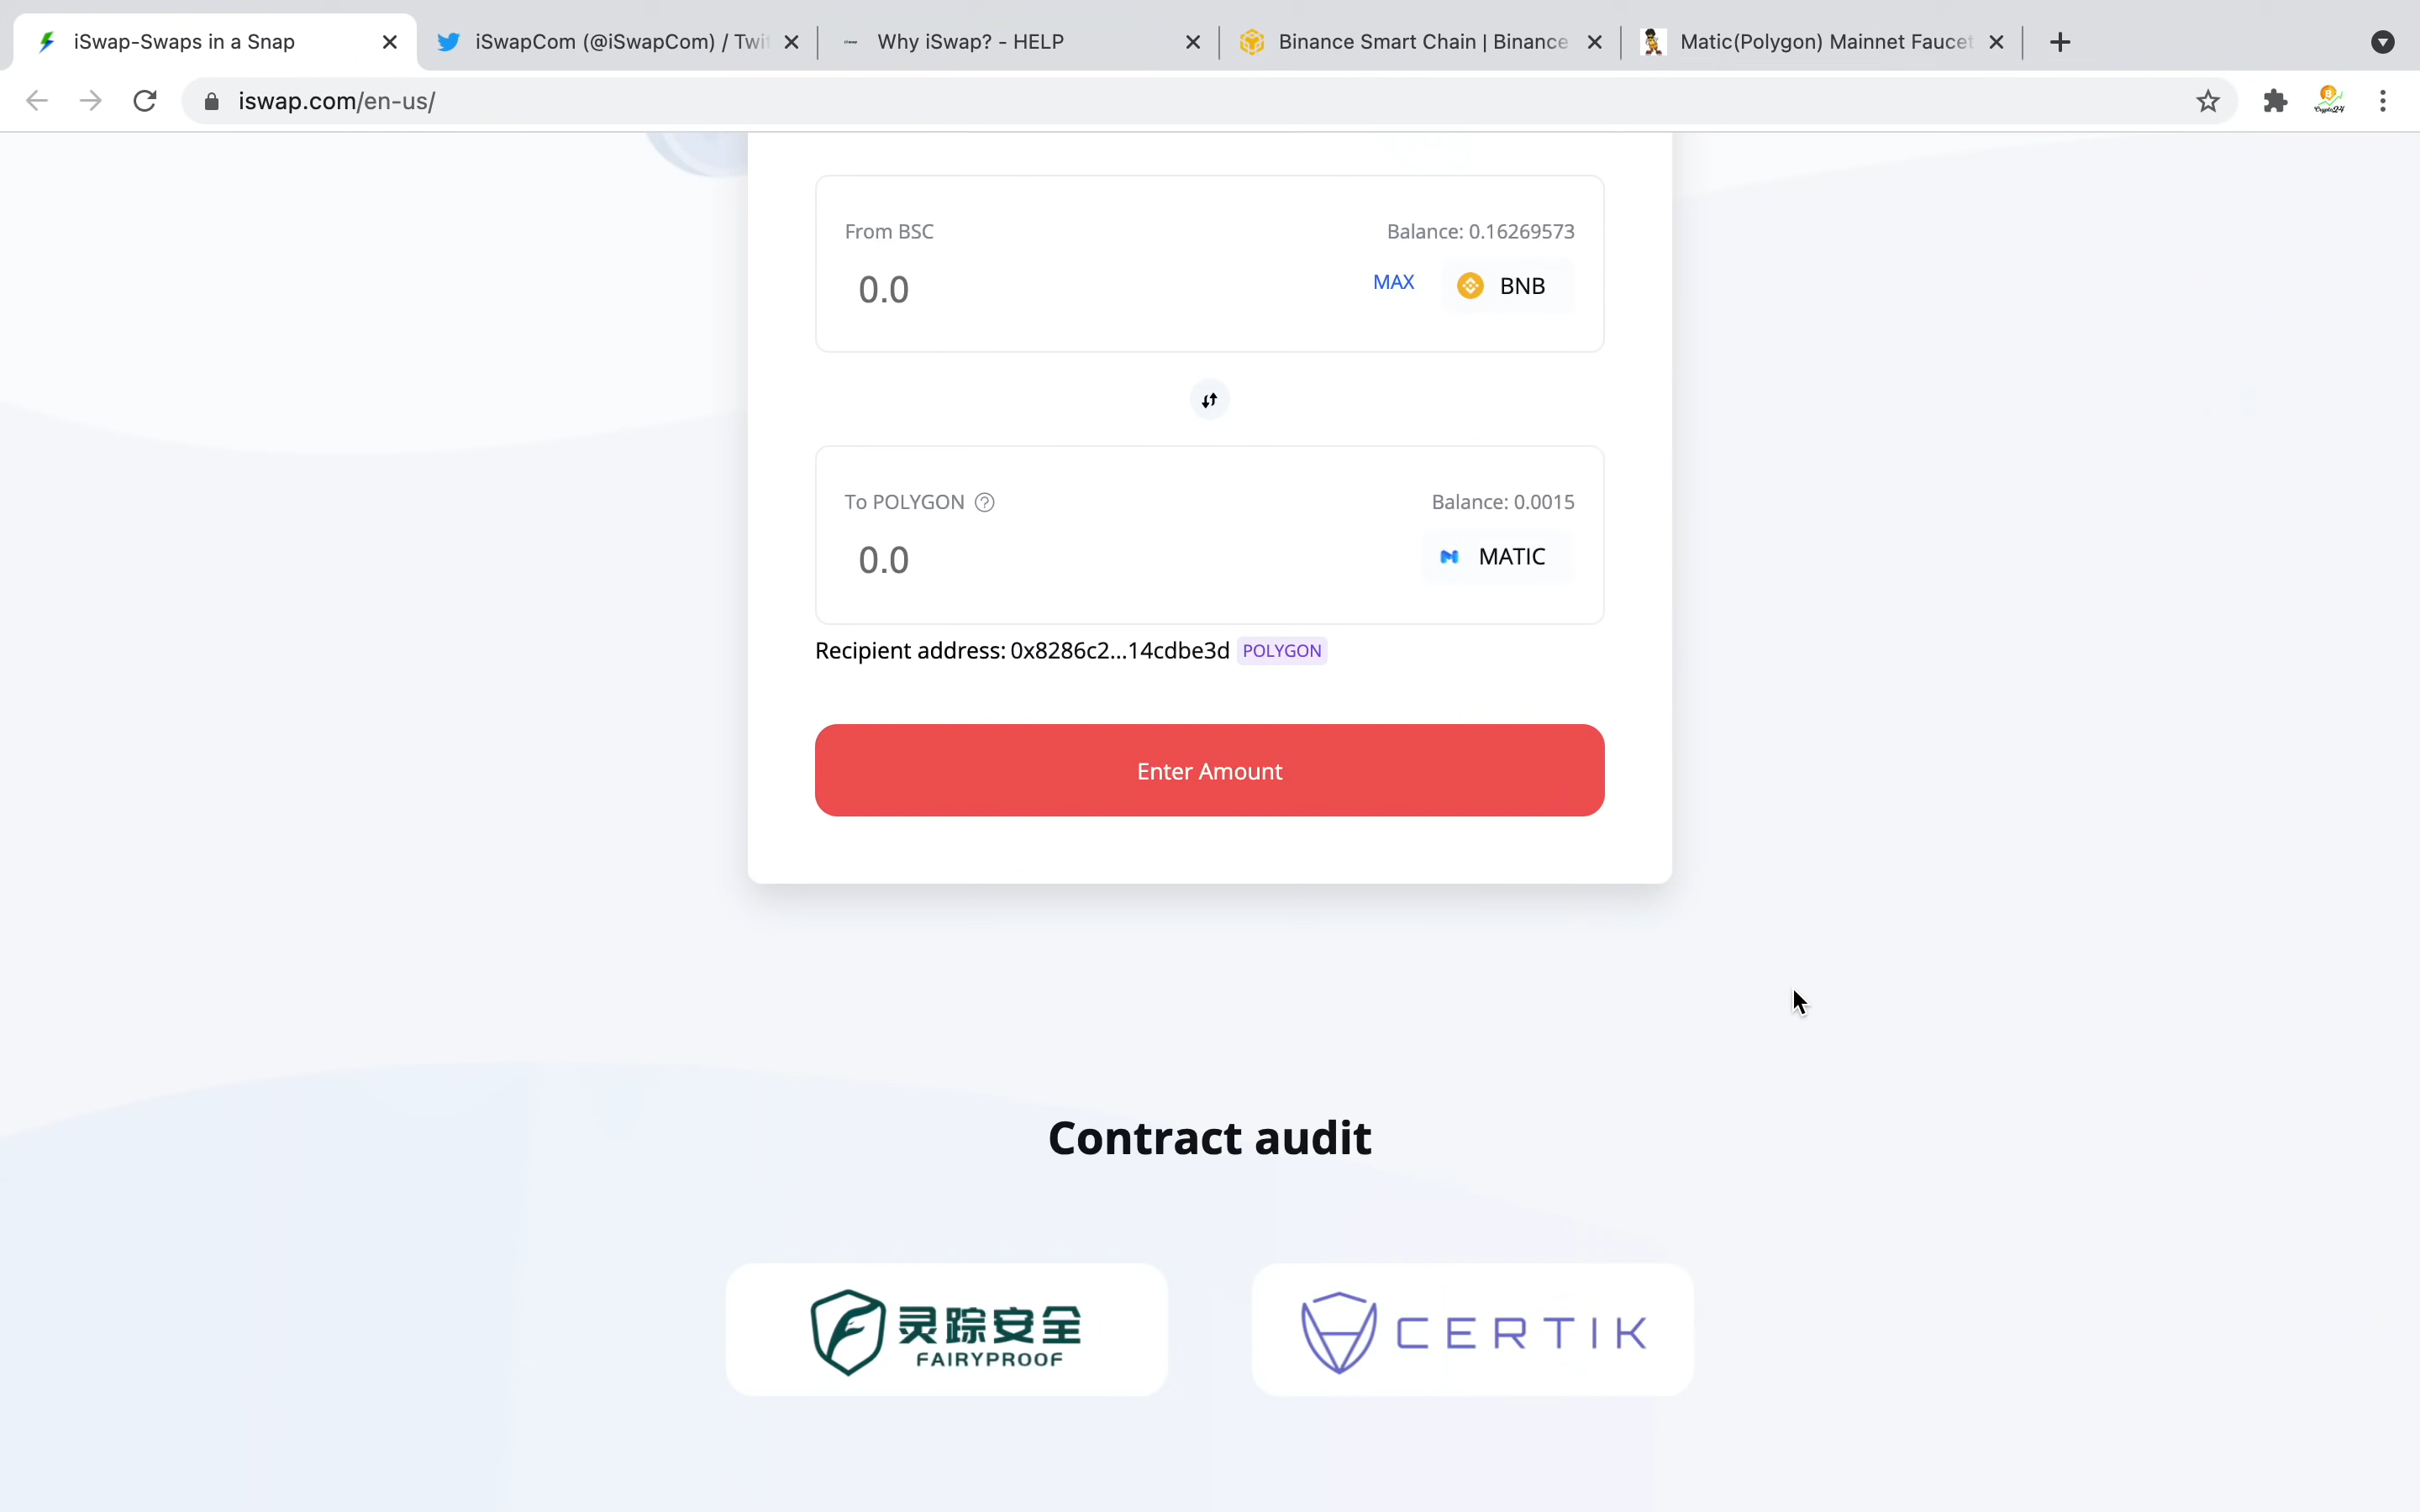 iSwap-Swaps in a Snap
iSwapCom (@iSwapCom) / Twit
Why iSwap? - HELP
Binance Smart Chain | Binance
Matic(Polygon) Mainnet Faucet
iswap.com/en-us/
From BSC
Balance: 0.16269573
0.0
MAX
BNB
To POLYGON ?
Balance: 0.0015
0.0
MATIC
Recipient address: 0x8286c2...14cdbe3d POLYGON
Enter Amount
Contract audit
灵踪安全
FAIRYPROOF
CERTIK